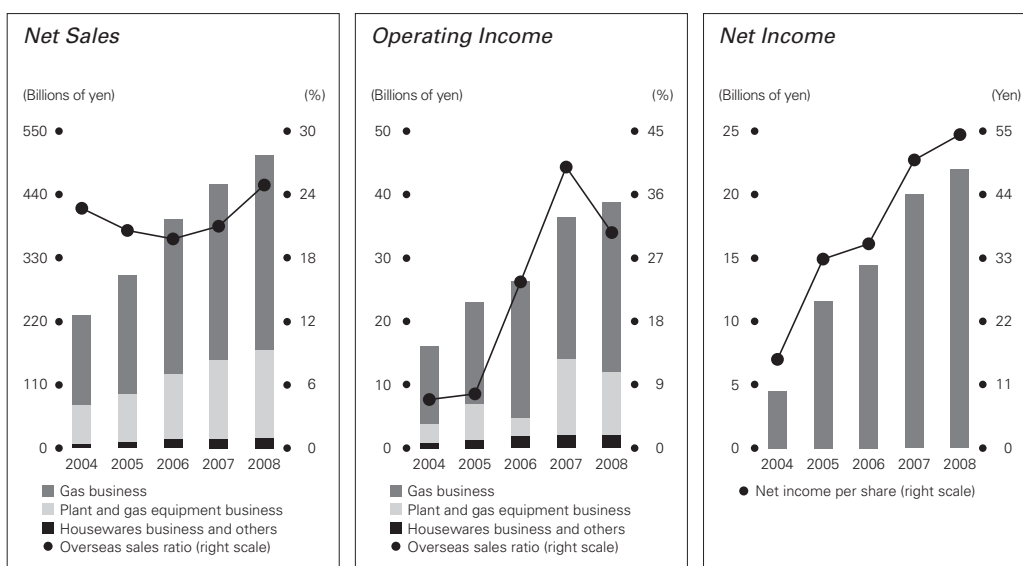 Net Sales
(Billions of yen) (%)
550 30
440 24
330 18
220 12
110 6
0 0
2004 2005 2006 2007 2008
Gas business
Plant and gas equipment business
Housewares business and others
Overseas sales ratio (right scale)
Operating Income
(Billions of yen) (%)
50 45
40 36
30 27
20 18
10 9
0 0
2004 2005 2006 2007 2008
Gas business
Plant and gas equipment business
Housewares business and others
Overseas sales ratio (right scale)
Net Income
(Billions of yen) (Yen)
25 55
20 44
15 33
10 22
5 11
0 0
2004 2005 2006 2007 2008
Net income per share (right scale)